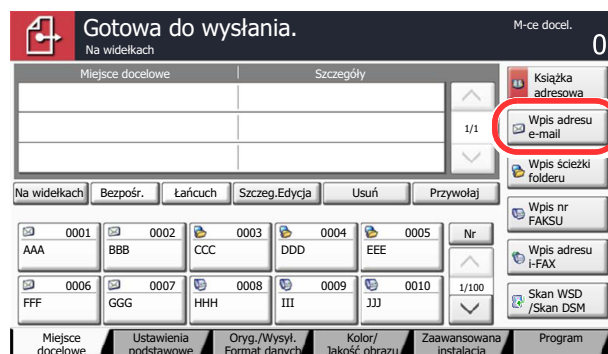 Gotowa do wysłania.
Na widełkach
M-ce docel.
0
Miejsce docelowe
Szczegóły
1/1
Książka
adresowa
Wpis adresu
e-mail
Wpis ścieżki
folderu
Wpis nr
FAKSU
Wpis adresu
i-FAX
Skan WSD
/Skan DSM
Na widełkach
Bezpośr.
Łańcuch
Szczeg.Edycja
Usuń
Przywołaj
0001
AAA
0002
BBB
0003
CCC
0004
DDD
0005
EEE
Nr
0006
FFF
0007
GGG
0008
HHH
0009
III
0010
JJJ
1/100
Miejsce
docelowe
Ustawienia
podstawowe
Oryg./Wysył.
Format danych
Kolor/
Jakość obrazu
Zaawansowana
instalacja
Program